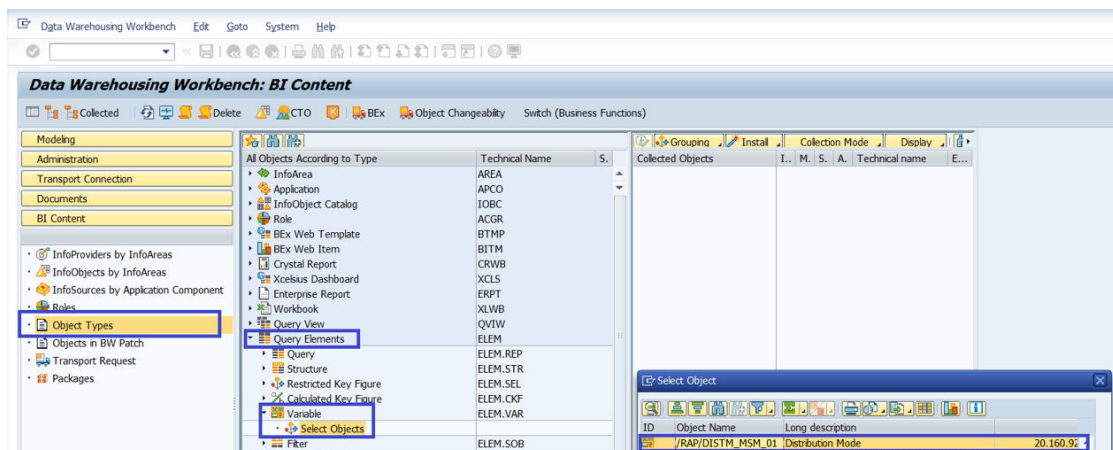 Data Warehousing Workbench Edit Goto System Help
Data Warehousing Workbench: BI Content
Collected Delete CTO BEx Object Changeability Switch (Business Functions)
Modeling
Administration
Transport Connection
Documents
BI Content
InfoProviders by InfoAreas
InfoObjects by InfoAreas
InfoSources by Application Component
Roles
Object Types
Objects in BW Patch
Transport Request
Packages
All Objects According to Type Technical Name S.
InfoArea AREA
Application APCO
InfoObject Catalog IOBC
Role ACGR
BEx Web Template BTMP
BEx Web Item BITM
Crystal Report CRWB
Xcelsius Dashboard XCLS
Enterprise Report ERPT
Workbook XLWB
Query View QVIW
Query Elements ELEM
Query ELEM.REP
Structure ELEM.STR
Restricted Key Figure ELEM.SEL
Calculated Key Figure ELEM.CKF
Variable ELEM.VAR
Select Objects
Filter ELEM.SOB
Grouping Install Collection Mode Display
Collected Objects I.. M. S. A. Technical name E...
Select Object
ID Object Name Long description
/RAP/DISTM_MSM_01 Distribution Mode 20.160.92